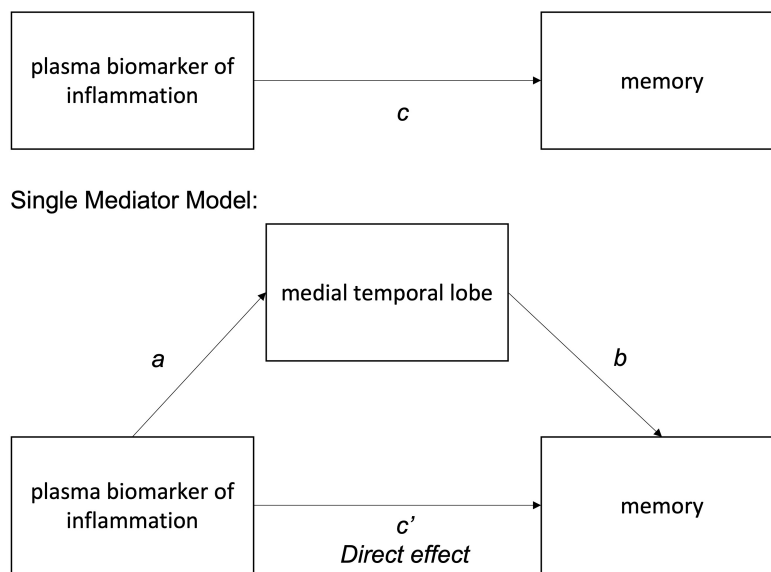 plasma biomarker of
inflammation
memory
c
Single Mediator Model:
medial temporal lobe
a
b
plasma biomarker of
inflammation
memory
c’
Direct effect